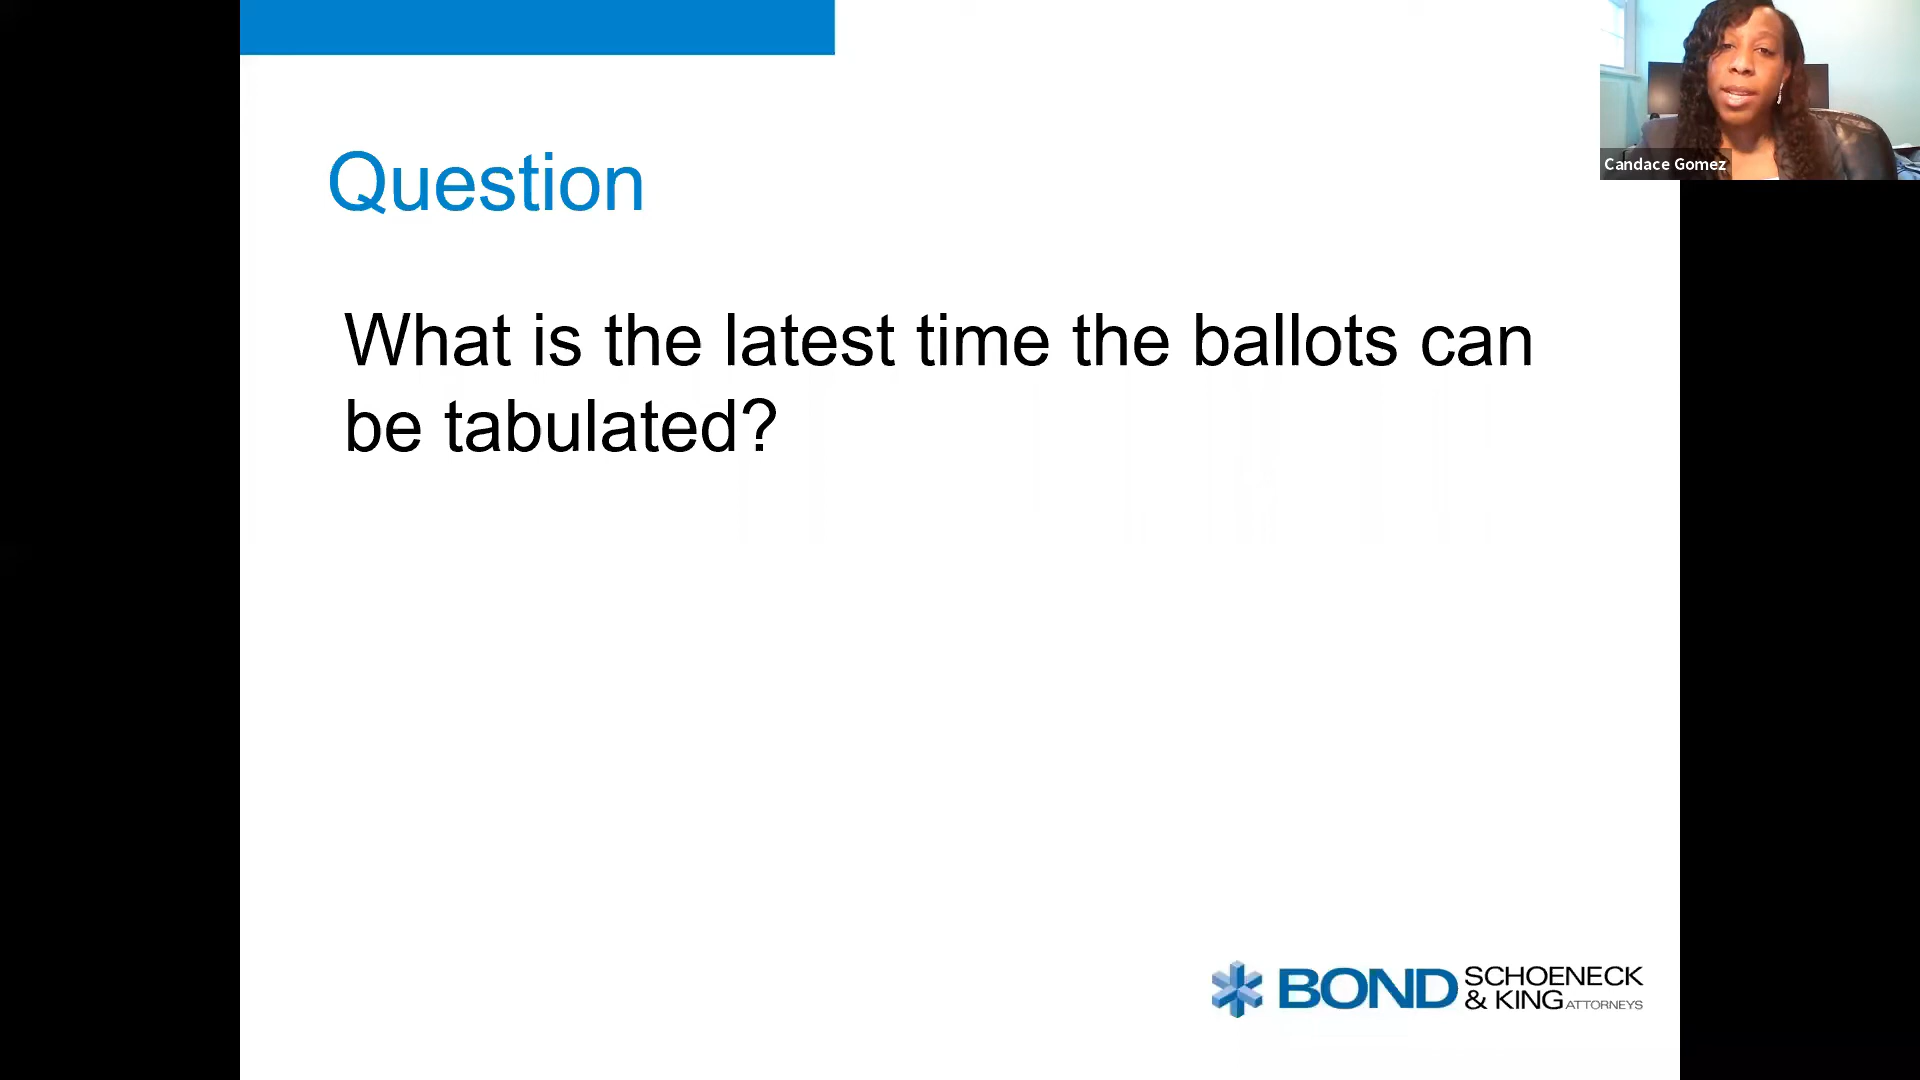 Question
What is the latest time the ballots can
be tabulated?
Candace Gomez
BOND SCHOENECK
& KING ATTORNEYS